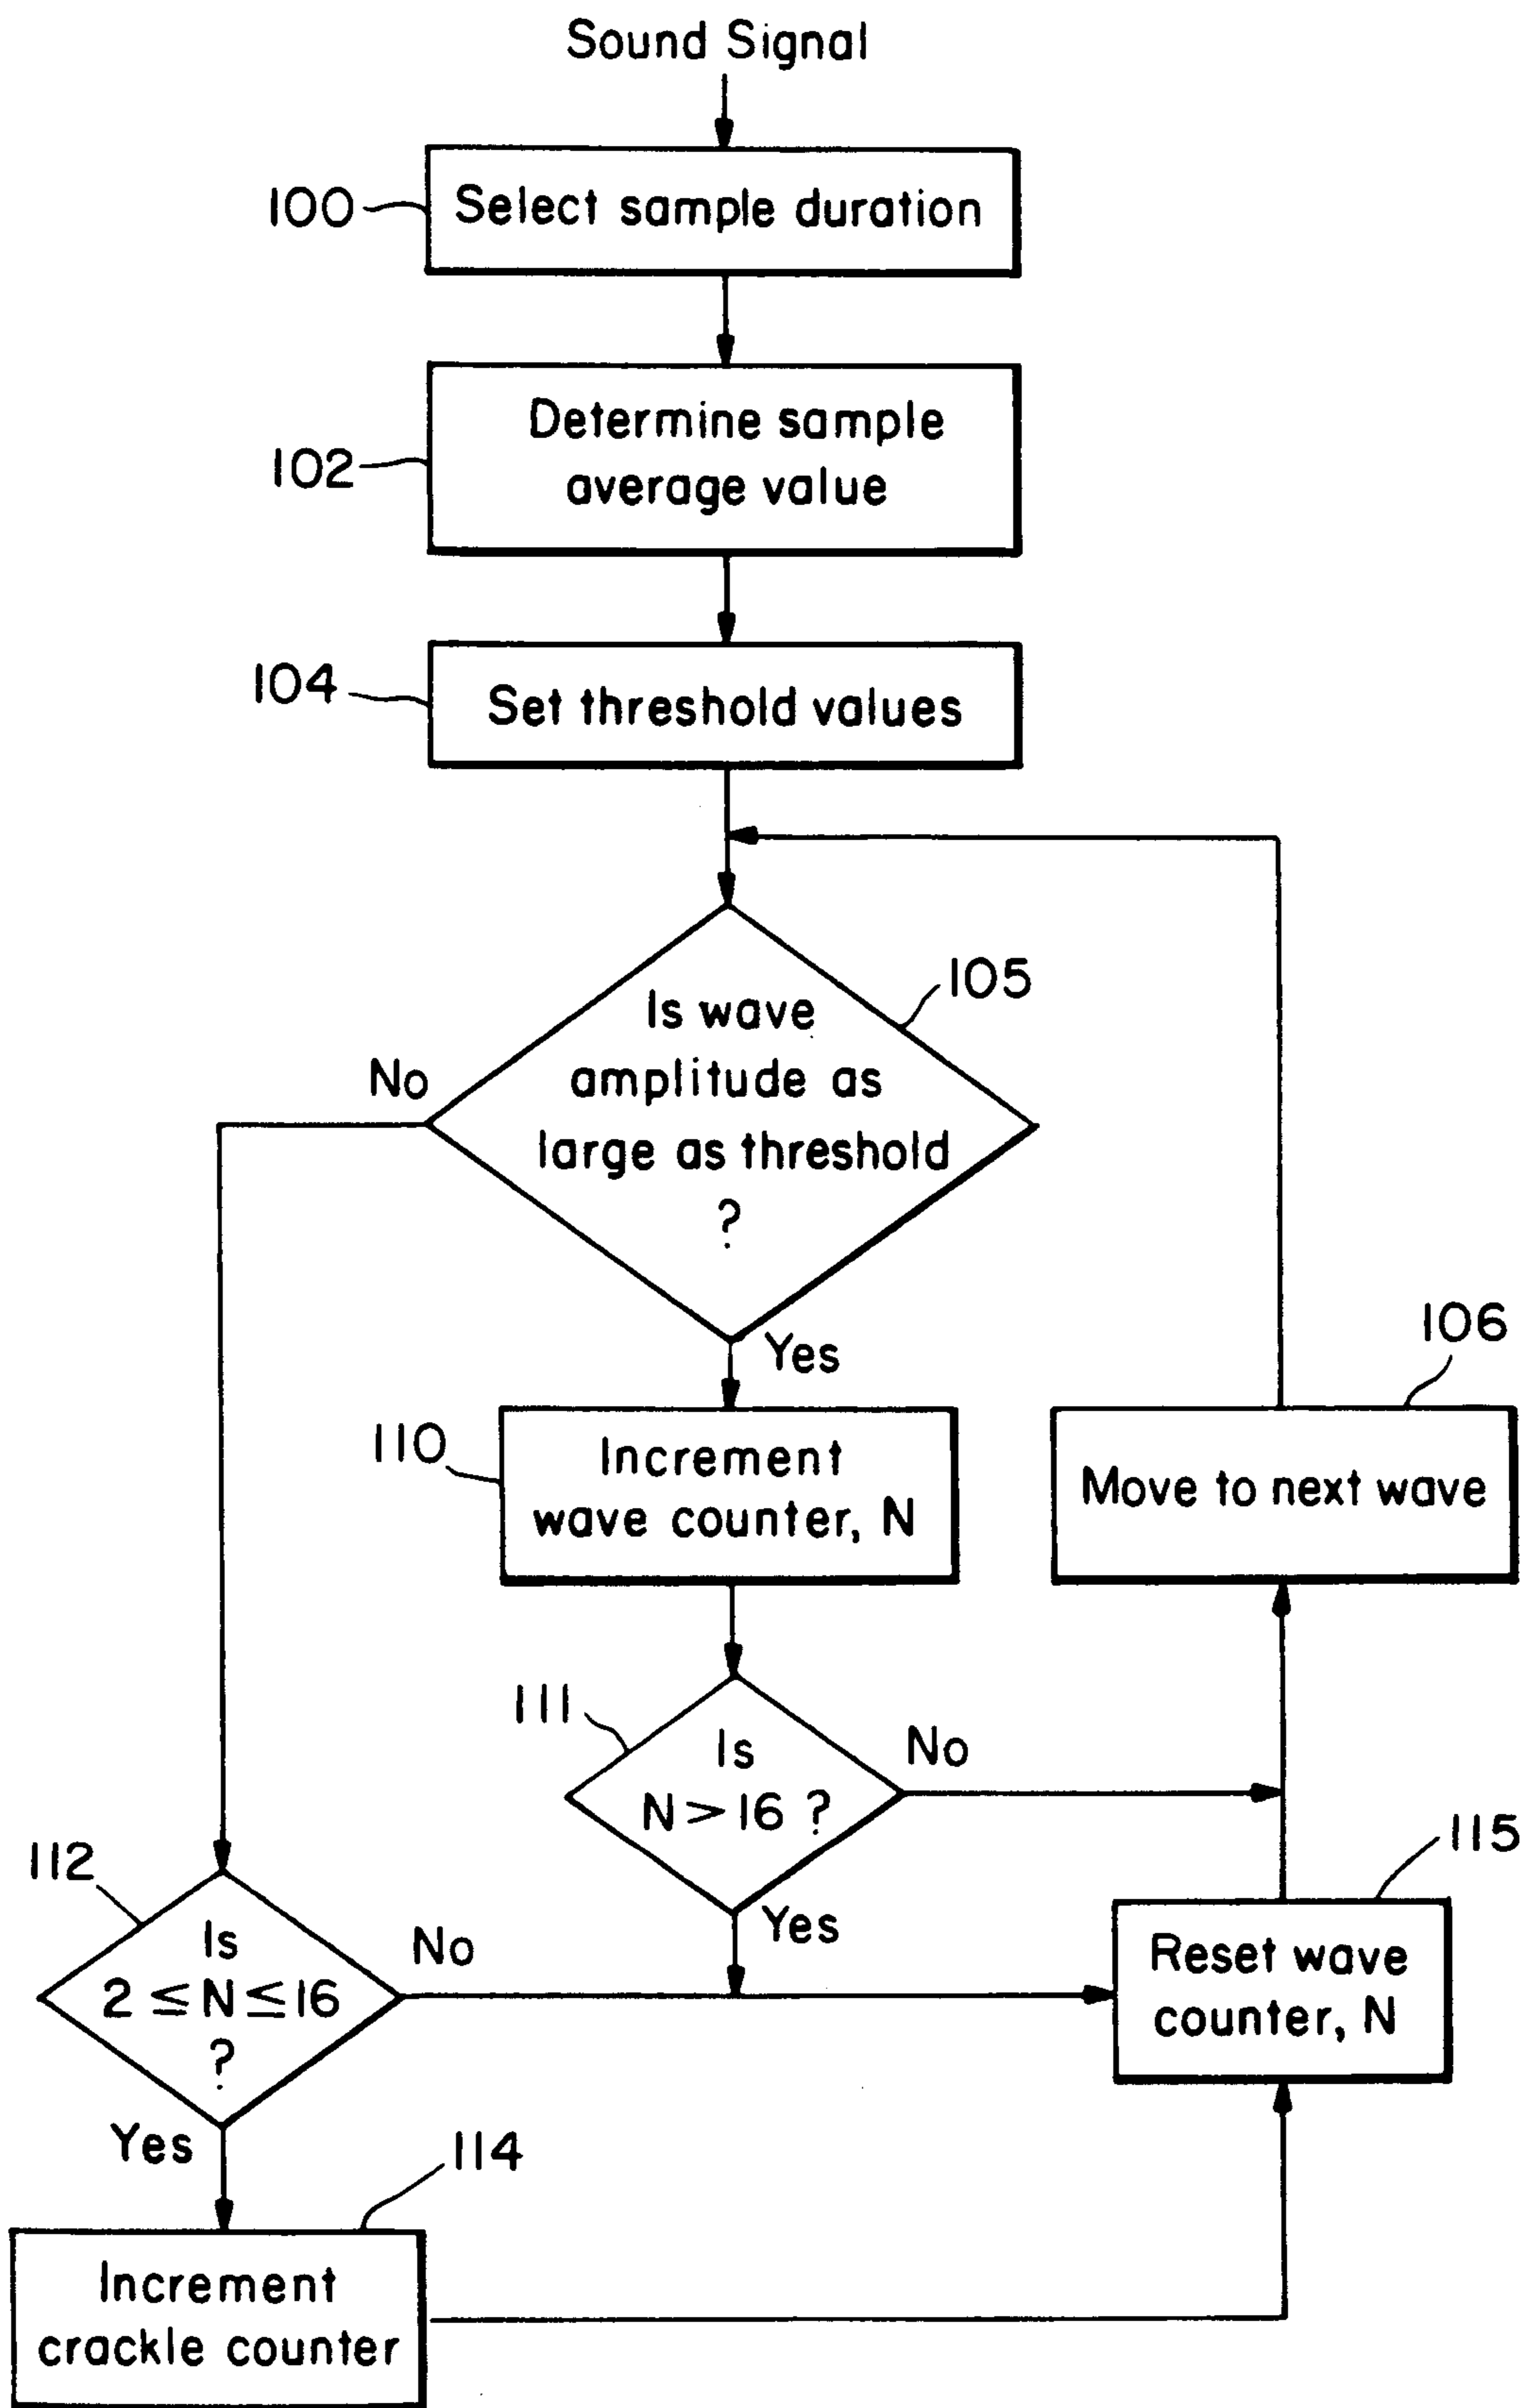 Sound Signal
100
Select sample duration
102
Determine sample
average value
104
Set threshold values
105
Is wave
amplitude as
large as threshold
?
No
Yes
106
110
Increment
wave counter, N
Move to next wave
111
Is
N > 16 ?
No
Yes
112
Is
2 ≤ N ≤ 16
?
No
Yes
115
Reset wave
counter, N
114
Increment
crackle counter